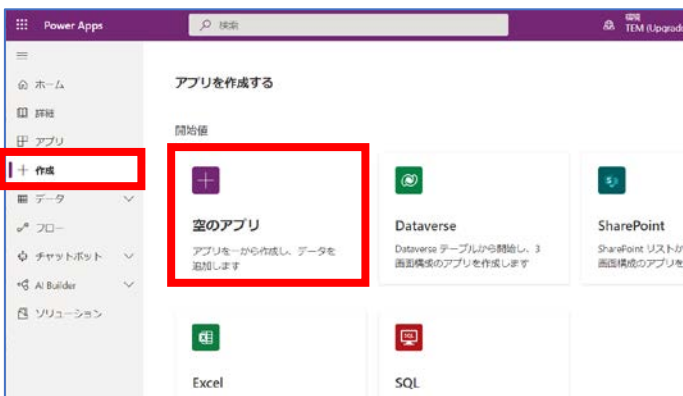 Power Apps
検索
環境
TEM (Upgrad
ホーム
詳細
アプリ
作成
データ
フロー
チャットボット
AI Builder
ソリューション
アプリを作成する
開始値
空のアプリ
アプリを一から作成し、データを
追加します
Dataverse
Dataverse テーブルから開始し、3
画面構成のアプリを作成します
SharePoint
SharePoint リストか
画面構成のアプリを
Excel
SQL